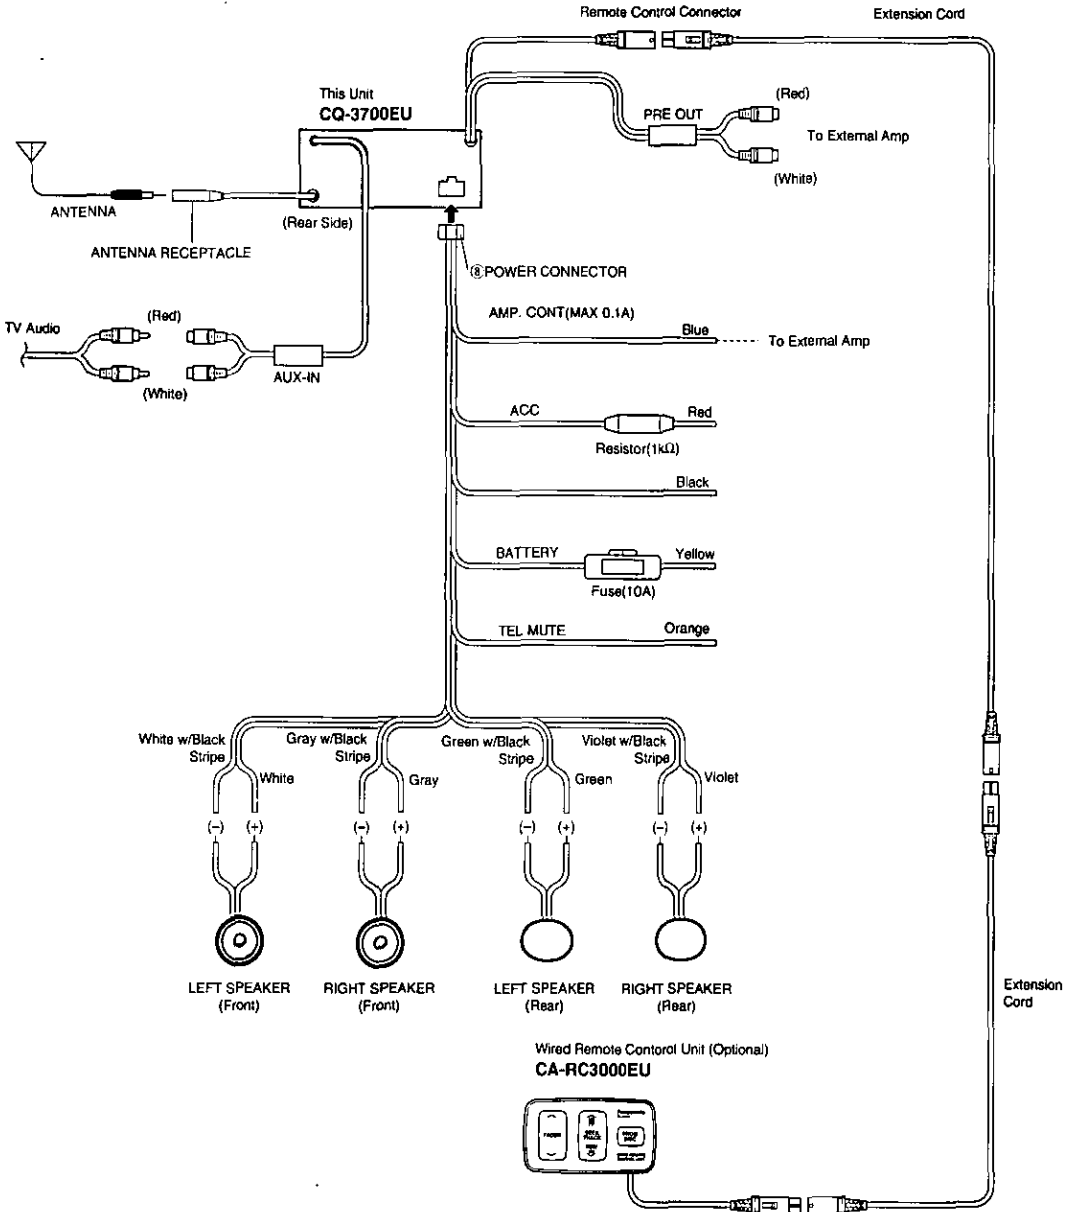 Remote Control Connector
Extension Cord
This Unit
CQ-3700EU
(Red)
PRE OUT
To External Amp
(White)
ANTENNA
(Rear Side)
ANTENNA RECEPTACLE
⑧POWER CONNECTOR
AMP. CONT(MAX 0.1A)
Blue
To External Amp
TV Audio
(Red)
AUX-IN
(White)
ACC
Red
Resistor(1kΩ)
Black
BATTERY
Yellow
Fuse(10A)
TEL MUTE
Orange
White w/Black
Stripe
White
Gray w/Black
Stripe
Gray
Green w/Black
Stripe
Green
Violet w/Black
Stripe
Violet
(−) (+) (−) (+) (−) (+) (−) (+)
LEFT SPEAKER
(Front)
RIGHT SPEAKER
(Front)
LEFT SPEAKER
(Rear)
RIGHT SPEAKER
(Rear)
Extension
Cord
Wired Remote Contorol Unit (Optional)
CA-RC3000EU